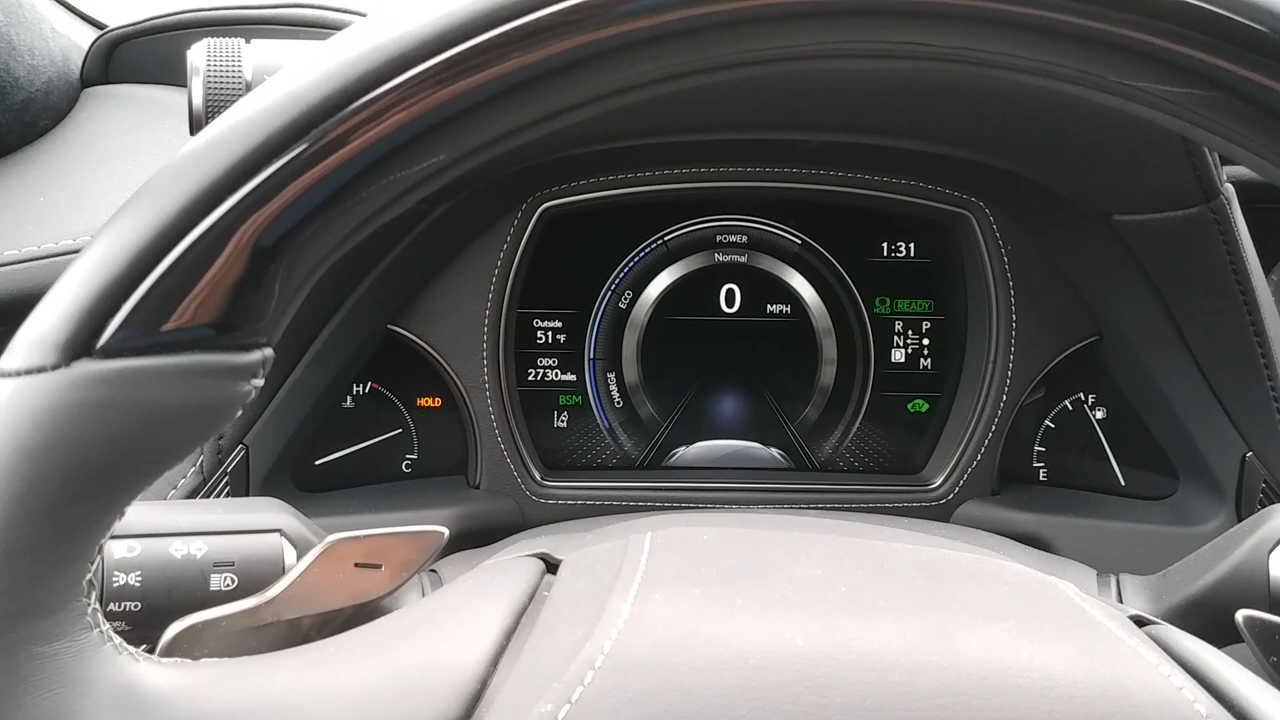 POWER
Normal
0
MPH
ECO
CHARGE
1:31
Outside
51 °F
ODO
2730 miles
BSM
HOLD
READY
R P
N
D M
EV
H
HOLD
C
F
E
AUTO
A